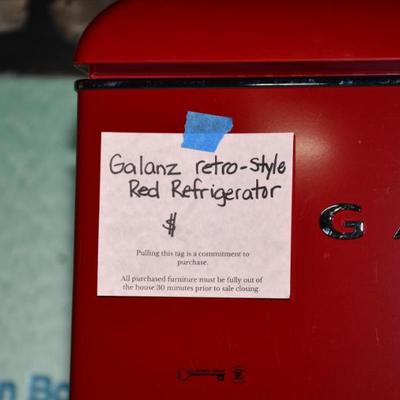 Galanz retro-style
Red Refrigerator
$
Pulling this tag is a commitment to
purchase.
All purchased furniture must be fully out of
the house 30 minutes prior to sale closing.
G A